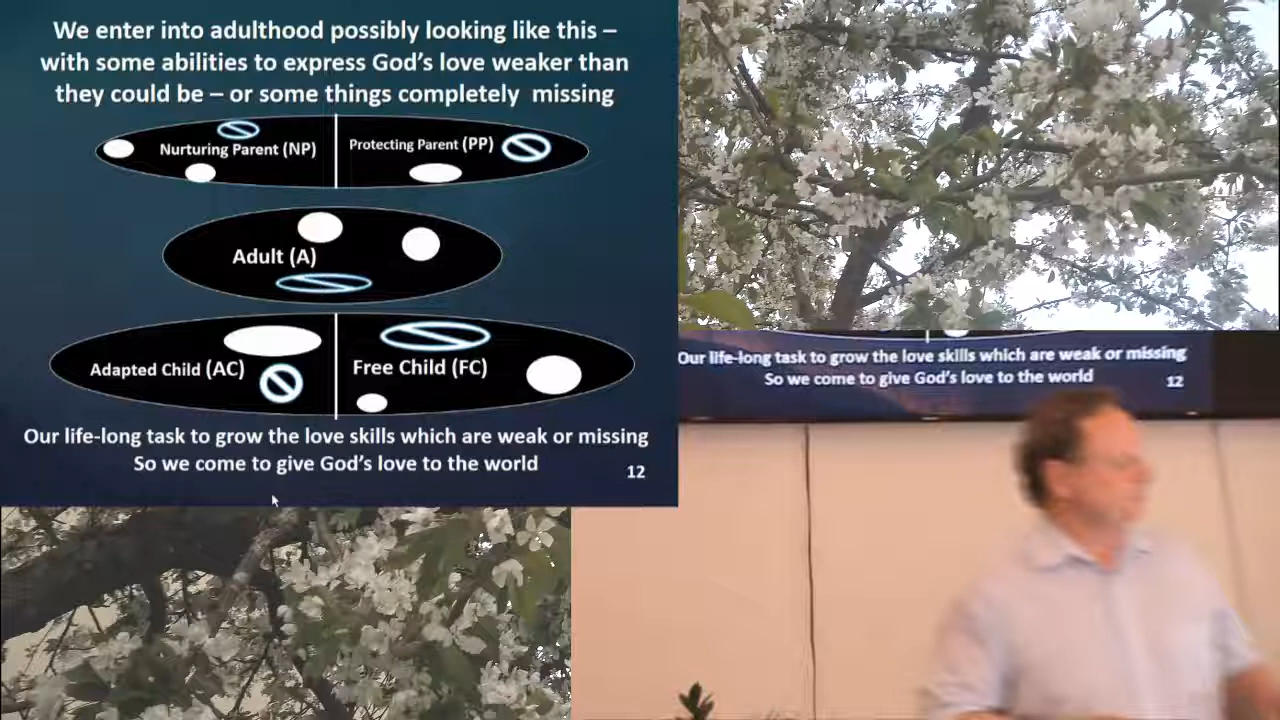 We enter into adulthood possibly looking like this –
with some abilities to express God's love weaker than
they could be – or some things completely missing
Nurturing Parent (NP)
Protecting Parent (PP)
Adult (A)
Adapted Child (AC)
Free Child (FC)
Our life-long task to grow the love skills which are weak or missing
So we come to give God's love to the world
12
Our life-long task to grow the love skills which are weak or missing
So we come to give God's love to the world
12